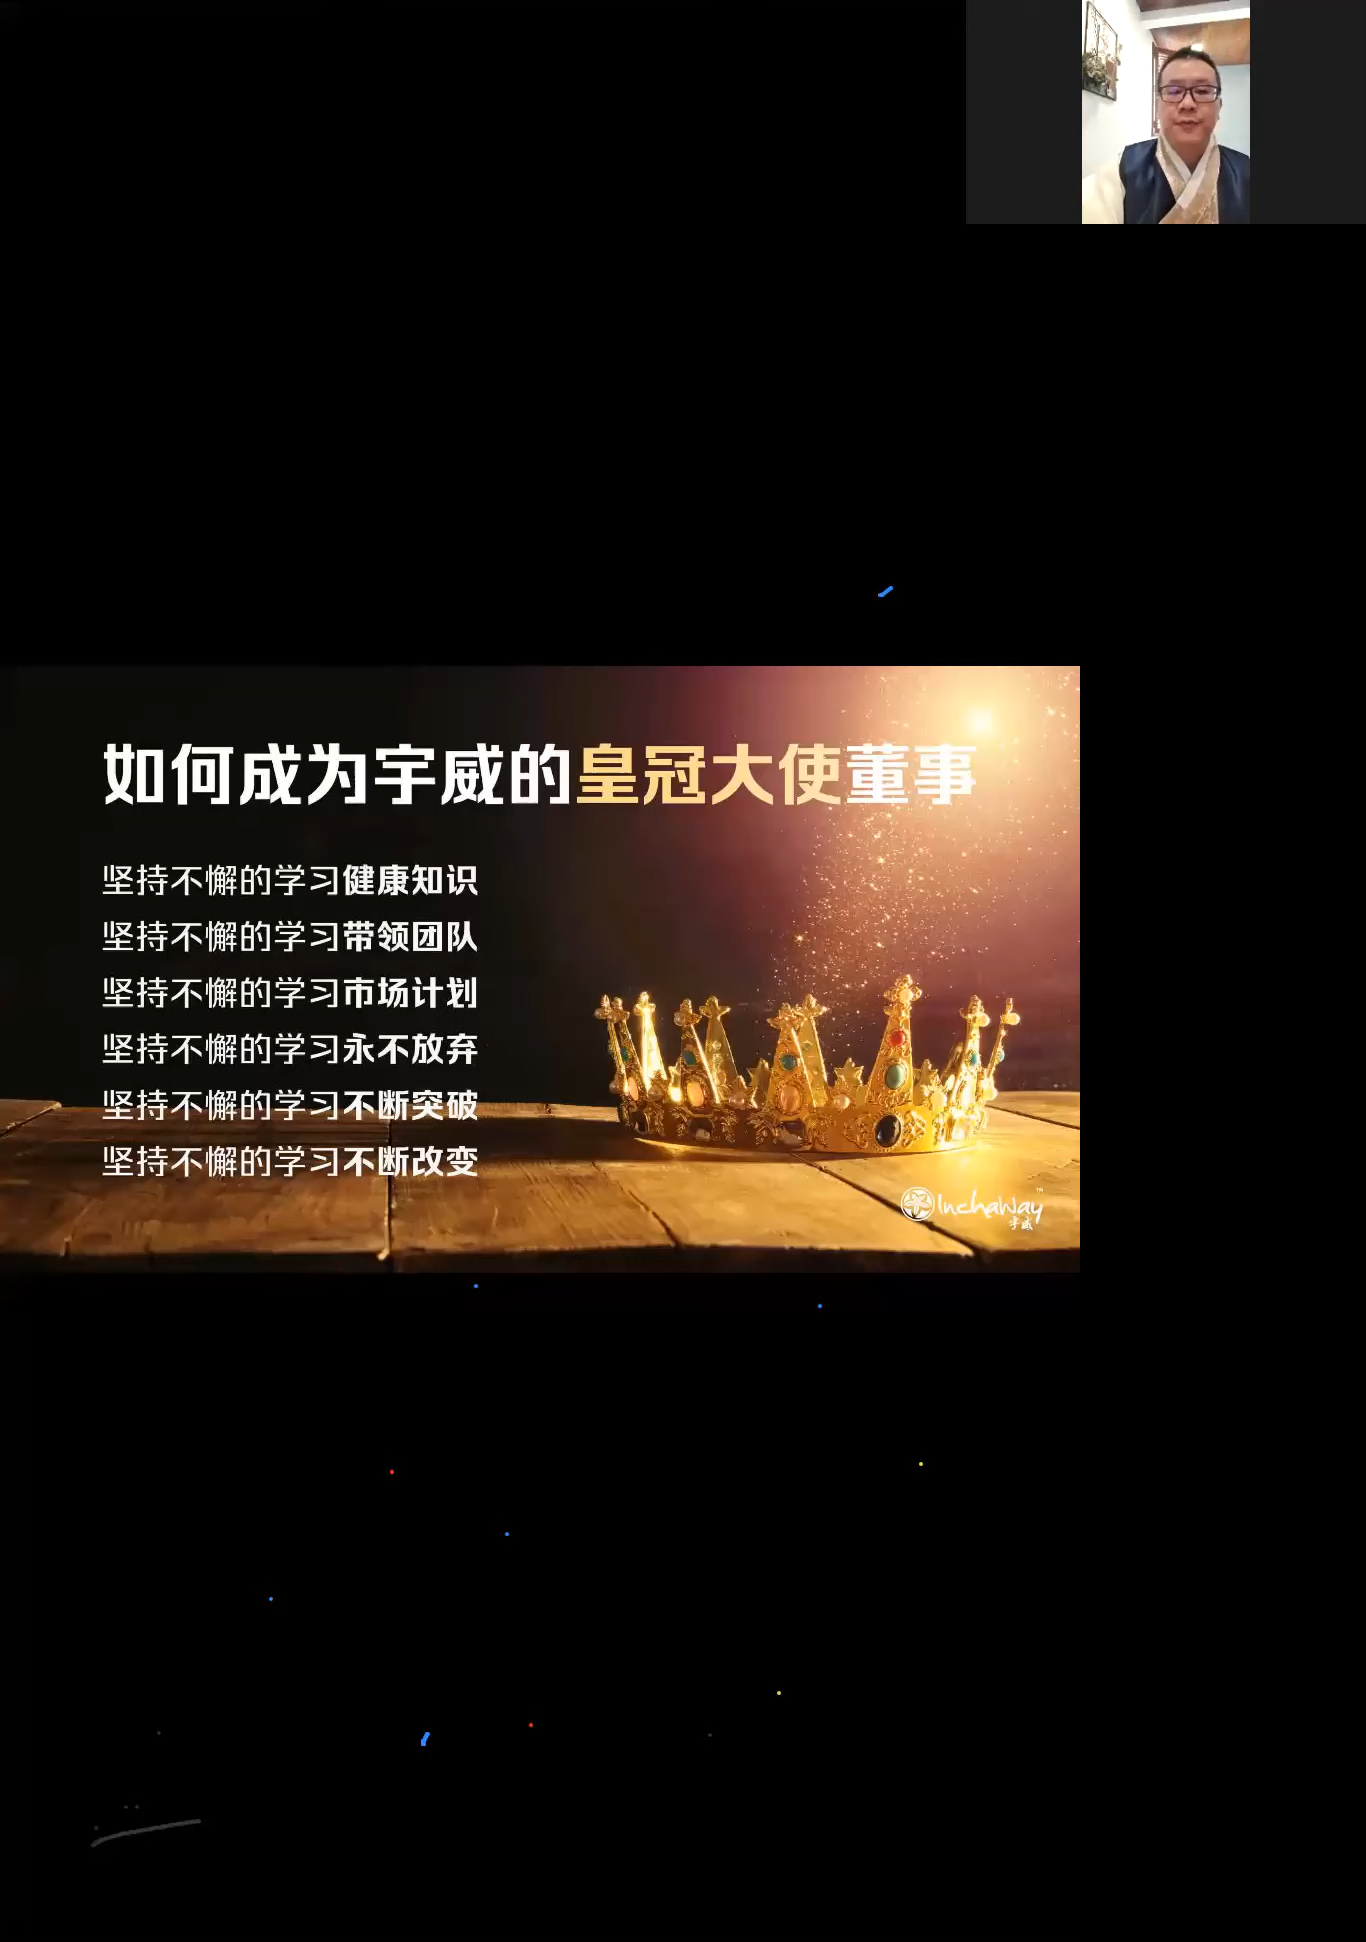 如何成为宇威的皇冠大使董事
坚持不懈的学习健康知识
坚持不懈的学习带领团队
坚持不懈的学习市场计划
坚持不懈的学习永不放弃
坚持不懈的学习不断突破
坚持不懈的学习不断改变
InchaWay™
宇威